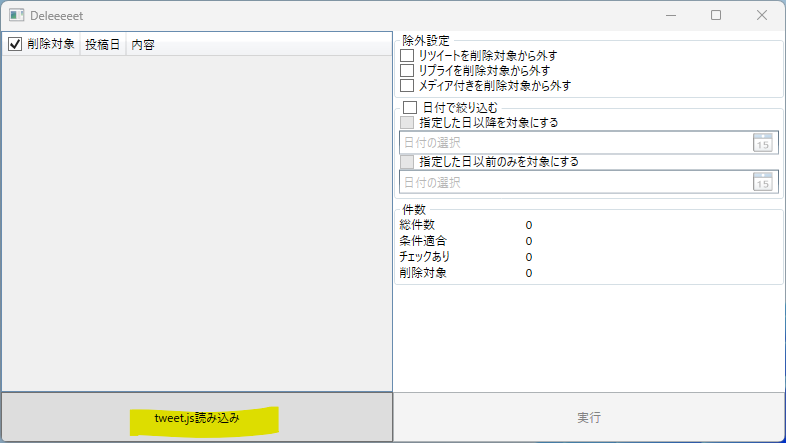 Deleeeeet
削除対象 投稿日 内容
除外設定
リツイートを削除対象から外す
リプライを削除対象から外す
メディア付きを削除対象から外す
日付で絞り込む
指定した日以降を対象にする
日付の選択 15
指定した日以前のみを対象にする
日付の選択 15
件数
総件数 0
条件適合 0
チェックあり 0
削除対象 0
tweet.js読み込み
実行